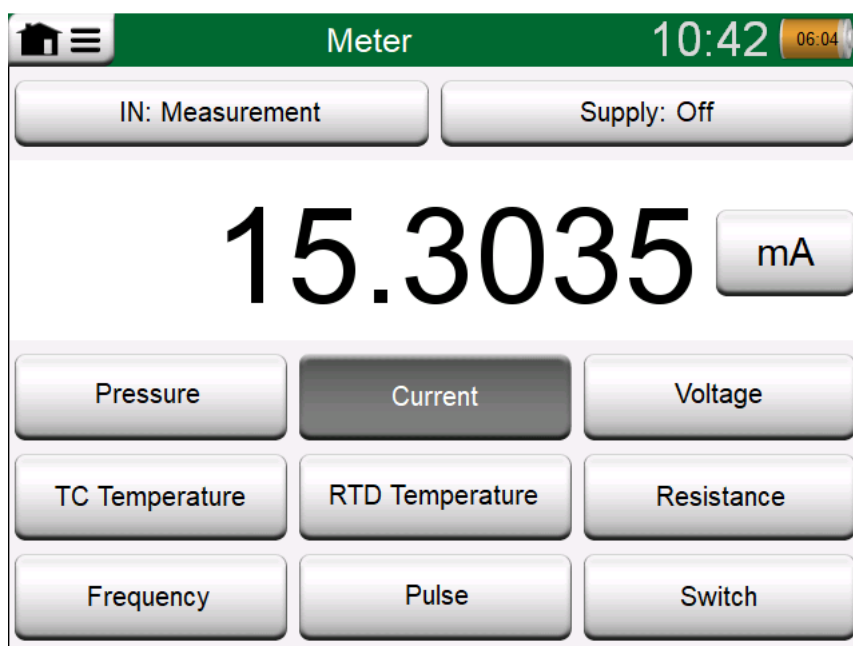 Meter 10:42 06:04
IN: Measurement Supply: Off
15.3035 mA
Pressure Current Voltage
TC Temperature RTD Temperature Resistance
Frequency Pulse Switch